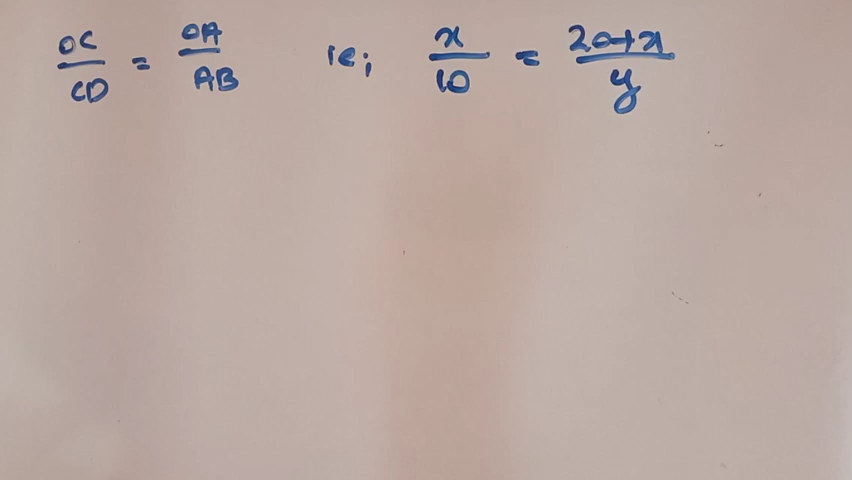 OC/CD = OA/AB ie; x/10 = 20+x/y